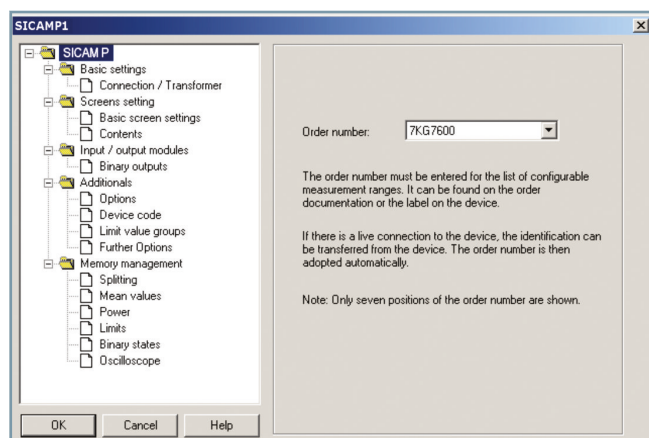 SICAMP1
SICAM P
Basic settings
Connection / Transformer
Screens setting
Basic screen settings
Contents
Input / output modules
Binary outputs
Additionals
Options
Device code
Limit value groups
Further Options
Memory management
Splitting
Mean values
Power
Limits
Binary states
Oscilloscope
Order number: 7KG7600
The order number must be entered for the list of configurable
measurement ranges. It can be found on the order
documentation or the label on the device.
If there is a live connection to the device, the identification can
be transferred from the device. The order number is then
adopted automatically.
Note: Only seven positions of the order number are shown.
OK Cancel Help